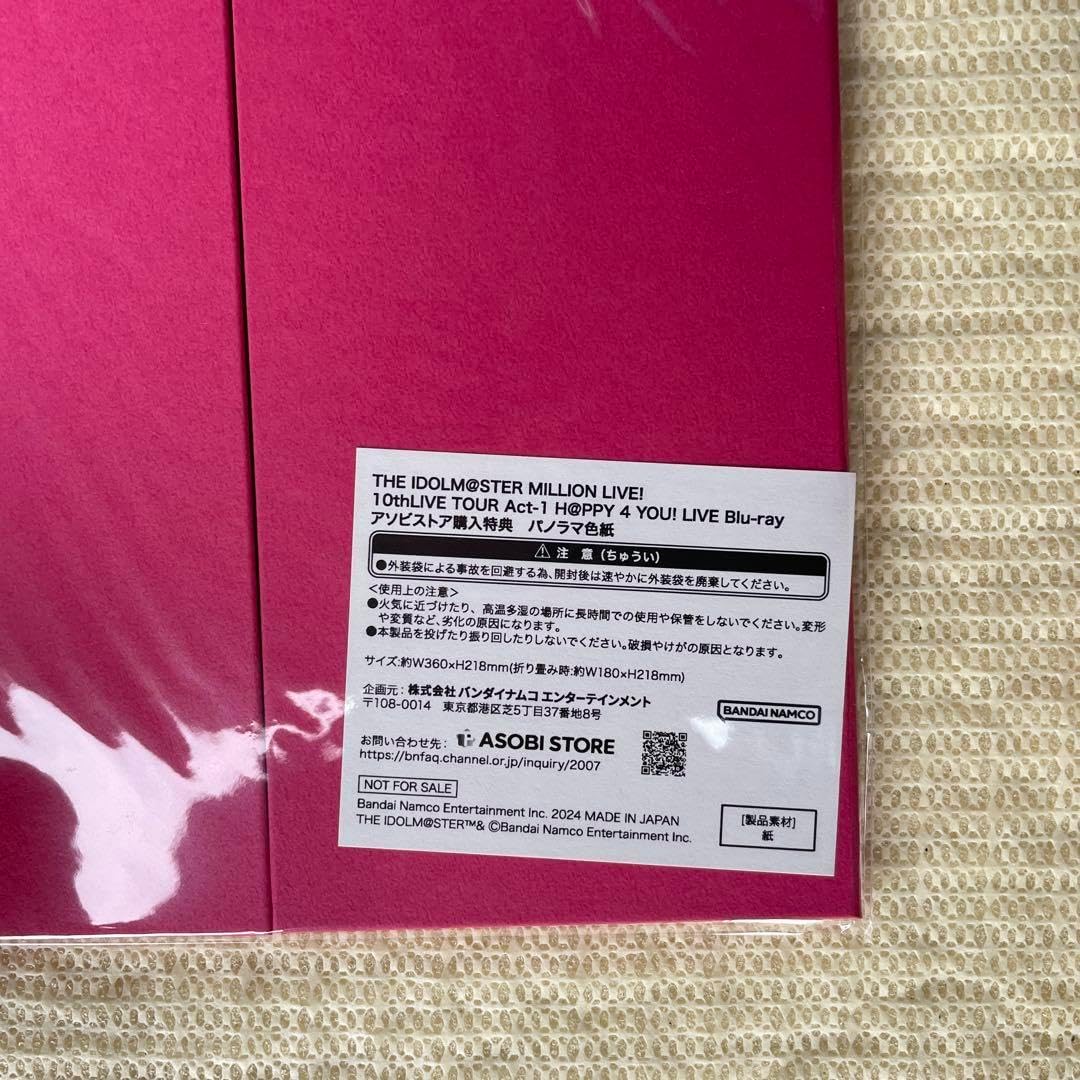 THE IDOLM@STER MILLION LIVE!
10thLIVE TOUR Act-1 H@PPY 4 YOU! LIVE Blu-ray
アソビストア購入特典　パノラマ色紙
⚠ 注 意（ちゅうい）
●外装袋による事故を回避する為、開封後は速やかに外装袋を廃棄してください。
＜使用上の注意＞
●火気に近づけたり、高温多湿の場所に長時間での使用や保管をしないでください。変形
や変質など、劣化の原因になります。
●本製品を投げたり振り回したりしないでください。破損やけがの原因となります。
サイズ:約W360×H218mm(折り畳み時:約W180×H218mm)
企画元：株式会社 バンダイナムコ エンターテインメント
〒108-0014　東京都港区芝5丁目37番地8号
BANDAI NAMCO
お問い合わせ先： ASOBI STORE
https://bnfaq.channel.or.jp/inquiry/2007
NOT FOR SALE
Bandai Namco Entertainment Inc. 2024 MADE IN JAPAN
THE IDOLM@STER™& ©Bandai Namco Entertainment Inc.
[製品素材]
紙